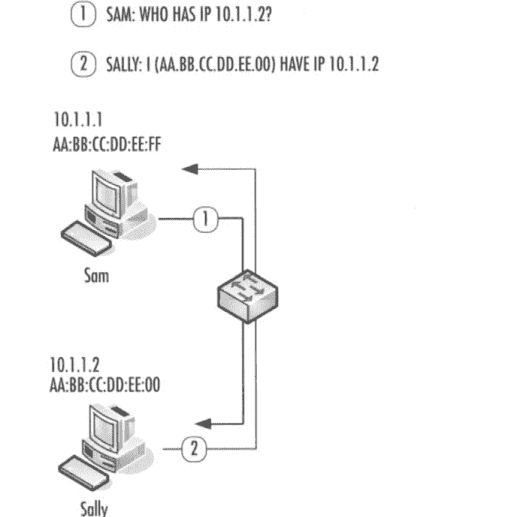 1 SAM: WHO HAS IP 10.1.1.2?
2 SALLY: I (AA.BB.CC.DD.EE.00) HAVE IP 10.1.1.2
10.1.1.1
AA:BB:CC:DD:EE:FF
1
Sam
10.1.1.2
AA:BB:CC:DD:EE:00
2
Sally